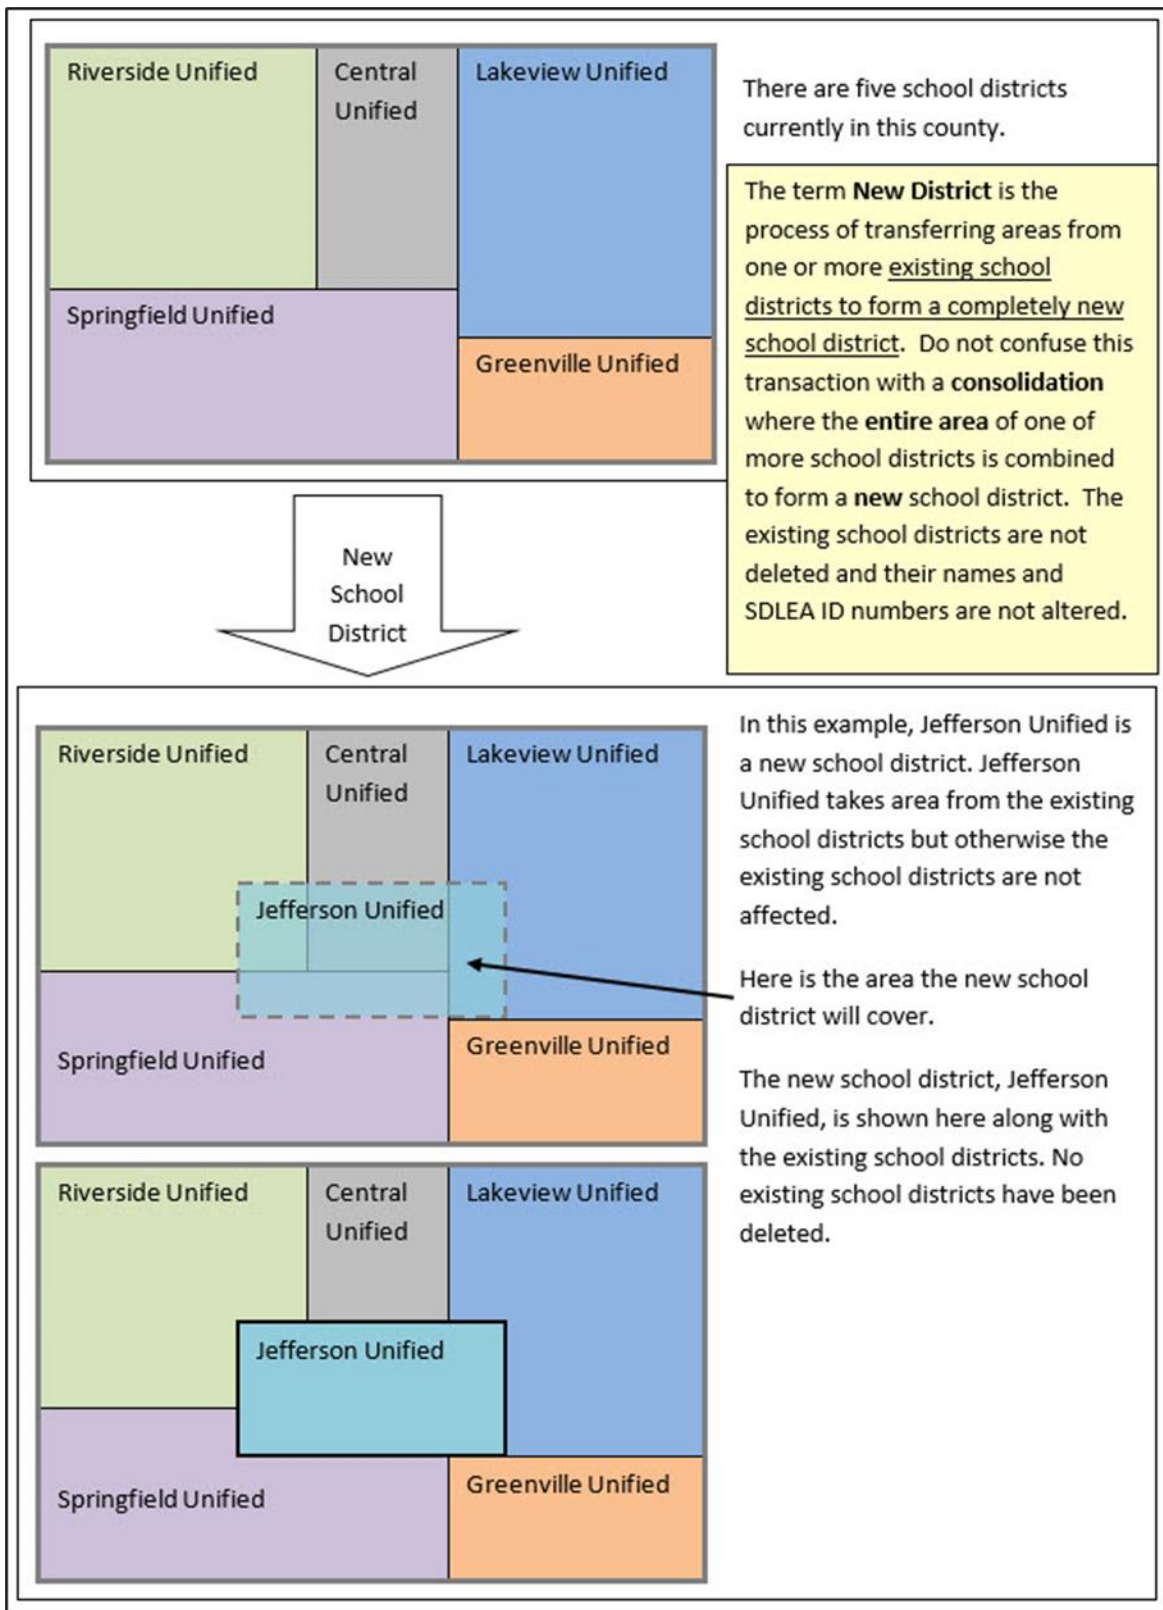 Riverside Unified
Central
Unified
Lakeview Unified
Springfield Unified
Greenville Unified
There are five school districts
currently in this county.
The term New District is the
process of transferring areas from
one or more existing school
districts to form a completely new
school district.  Do not confuse this
transaction with a consolidation
where the entire area of one of
more school districts is combined
to form a new school district.  The
existing school districts are not
deleted and their names and
SDLEA ID numbers are not altered.
New
School
District
Riverside Unified
Central
Unified
Lakeview Unified
Jefferson Unified
Springfield Unified
Greenville Unified
In this example, Jefferson Unified is
a new school district. Jefferson
Unified takes area from the existing
school districts but otherwise the
existing school districts are not
affected.
Here is the area the new school
district will cover.
The new school district, Jefferson
Unified, is shown here along with
the existing school districts. No
existing school districts have been
deleted.
Riverside Unified
Central
Unified
Lakeview Unified
Jefferson Unified
Springfield Unified
Greenville Unified